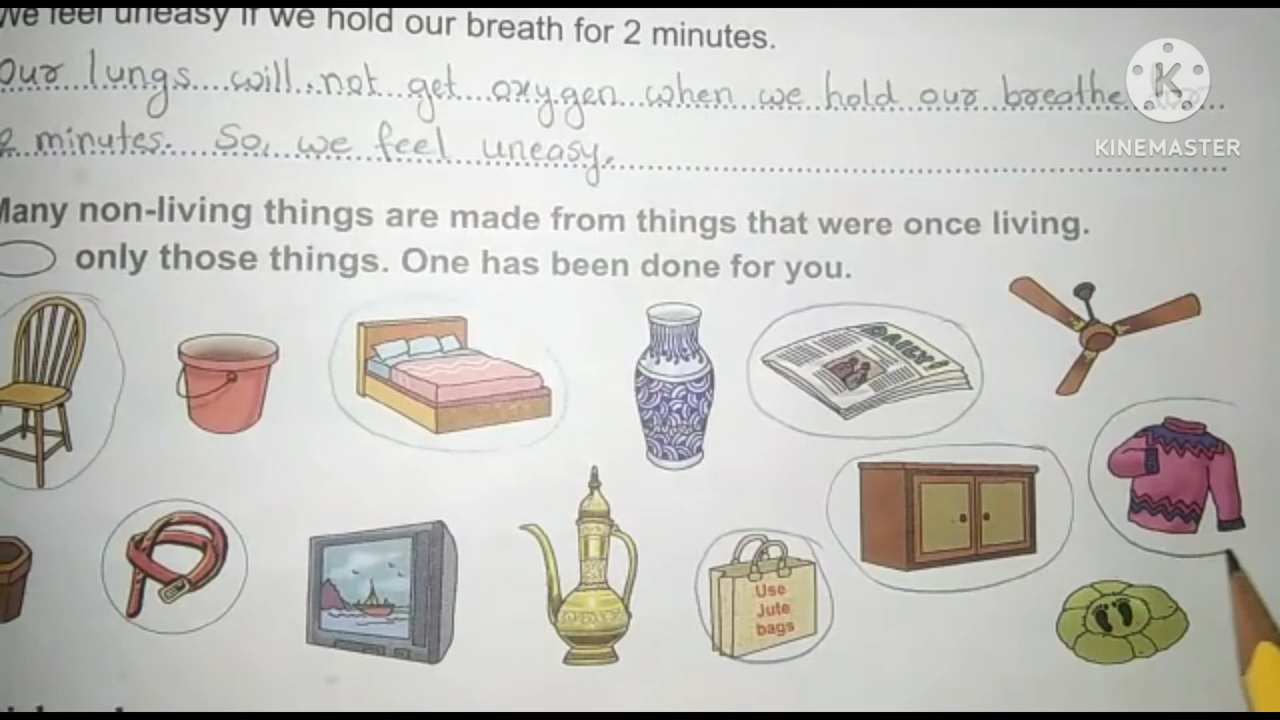 We feel uneasy if we hold our breath for 2 minutes.
Our lungs will not get oxygen when we hold our breathe
2 minutes. So, we feel uneasy.
KINEMASTER
Many non-living things are made from things that were once living.
only those things. One has been done for you.
DAILY
Use
Jute
bags